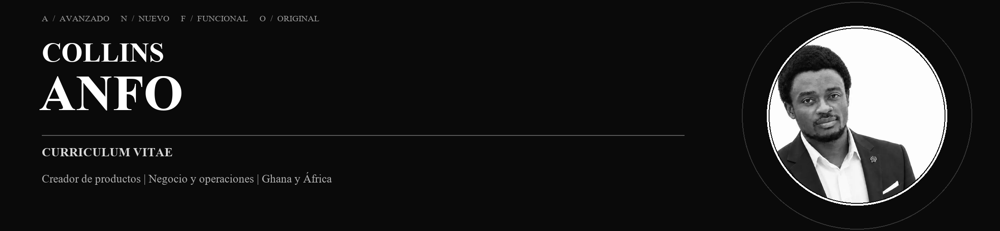 A / AVANZADO N / NUEVO F / FUNCIONAL O / ORIGINAL
COLLINS
ANFO
CURRICULUM VITAE
Creador de productos | Negocio y operaciones | Ghana y África